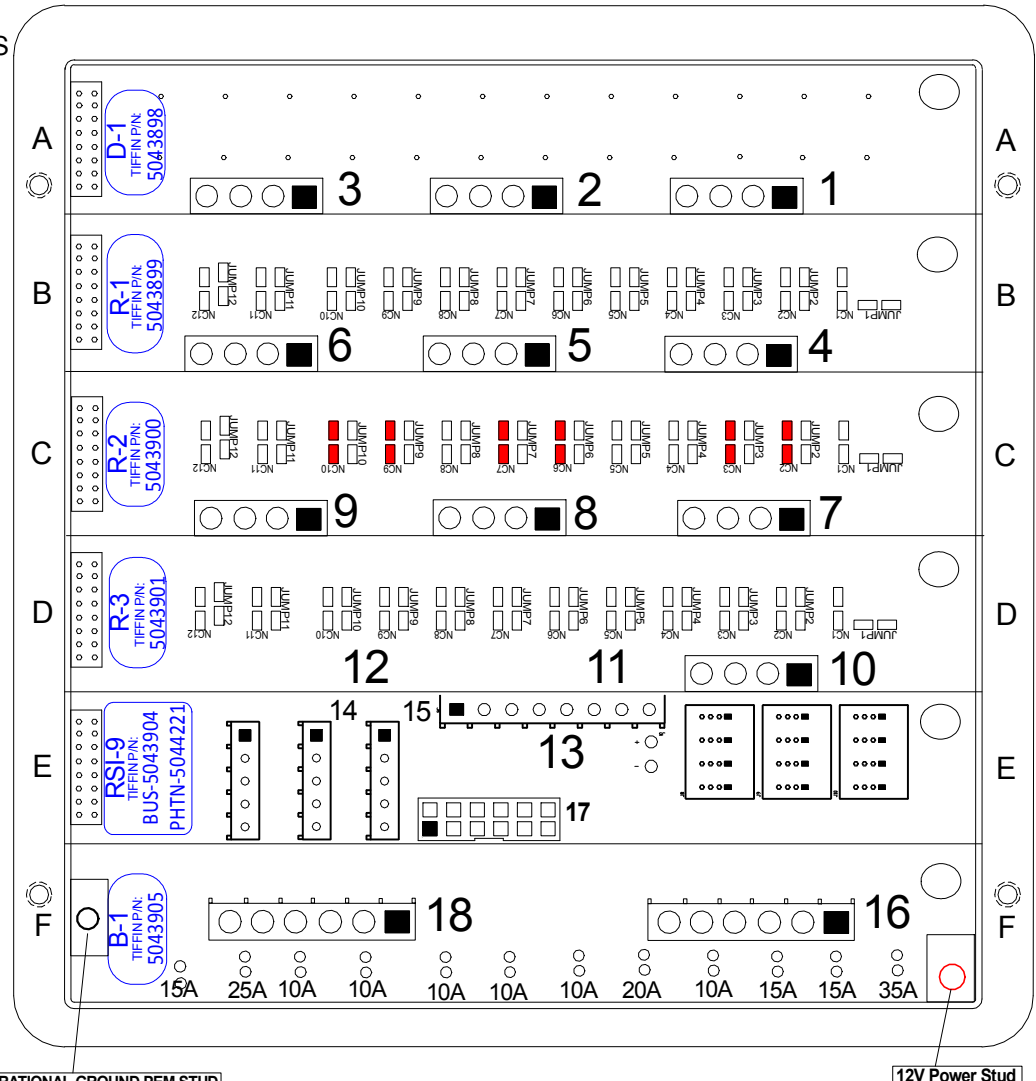 S
A
D-1
TIFFIN P/N:
5043898
A
3
2
1
B
R-1
TIFFIN P/N:
5043899
B
JUMP12 JUMP11 JUMP10 JUMP9 JUMP8 JUMP7 JUMP6 JUMP5 JUMP4 JUMP3 JUMP2 JUMP1
NC12 NC11 NC10 NC9 NC8 NC7 NC6 NC5 NC4 NC3 NC2 NC1
6
5
4
C
R-2
TIFFIN P/N:
5043900
C
JUMP12 JUMP11 JUMP10 JUMP9 JUMP8 JUMP7 JUMP6 JUMP5 JUMP4 JUMP3 JUMP2 JUMP1
NC12 NC11 NC10 NC9 NC8 NC7 NC6 NC5 NC4 NC3 NC2 NC1
9
8
7
D
R-3
TIFFIN P/N:
5043901
D
JUMP12 JUMP11 JUMP10 JUMP9 JUMP8 JUMP7 JUMP6 JUMP5 JUMP4 JUMP3 JUMP2 JUMP1
NC12 NC11 NC10 NC9 NC8 NC7 NC6 NC5 NC4 NC3 NC2 NC1
12
11
10
E
RSI-9
TIFFIN P/N:
BUS-5043904
PHTN-5044221
E
14
15
13
+
-
17
F
B-1
TIFFIN P/N:
5043905
F
18
16
15A 25A 10A 10A 10A 10A 10A 20A 10A 15A 15A 35A
RATIONAL GROUND PEM STUD
12V Power Stud